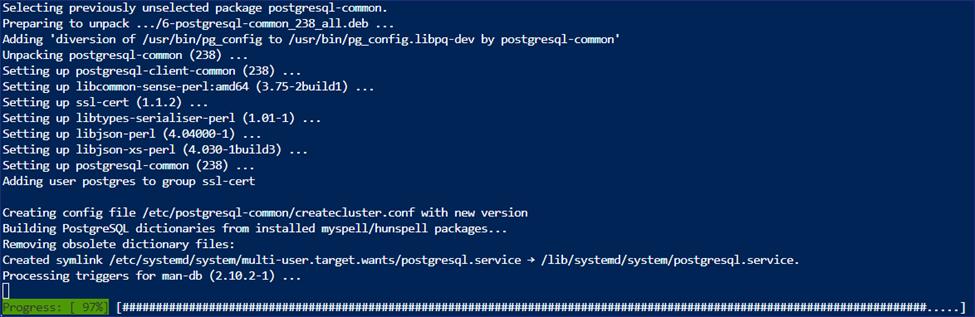 Selecting previously unselected package postgresql-common.
Preparing to unpack .../6-postgresql-common_238_all.deb ...
Adding 'diversion of /usr/bin/pg_config to /usr/bin/pg_config.libpq-dev by postgresql-common'
Unpacking postgresql-common (238) ...
Setting up postgresql-client-common (238) ...
Setting up libcommon-sense-perl:amd64 (3.75-2build1) ...
Setting up ssl-cert (1.1.2) ...
Setting up libtypes-serialiser-perl (1.01-1) ...
Setting up libjson-perl (4.04000-1) ...
Setting up libjson-xs-perl (4.030-1build3) ...
Setting up postgresql-common (238) ...
Adding user postgres to group ssl-cert

Creating config file /etc/postgresql-common/createcluster.conf with new version
Building PostgreSQL dictionaries from installed myspell/hunspell packages...
Removing obsolete dictionary files:
Created symlink /etc/systemd/system/multi-user.target.wants/postgresql.service → /lib/systemd/system/postgresql.service.
Processing triggers for man-db (2.10.2-1) ...
Progress: [ 97%] [##########################################################################################################################.....]